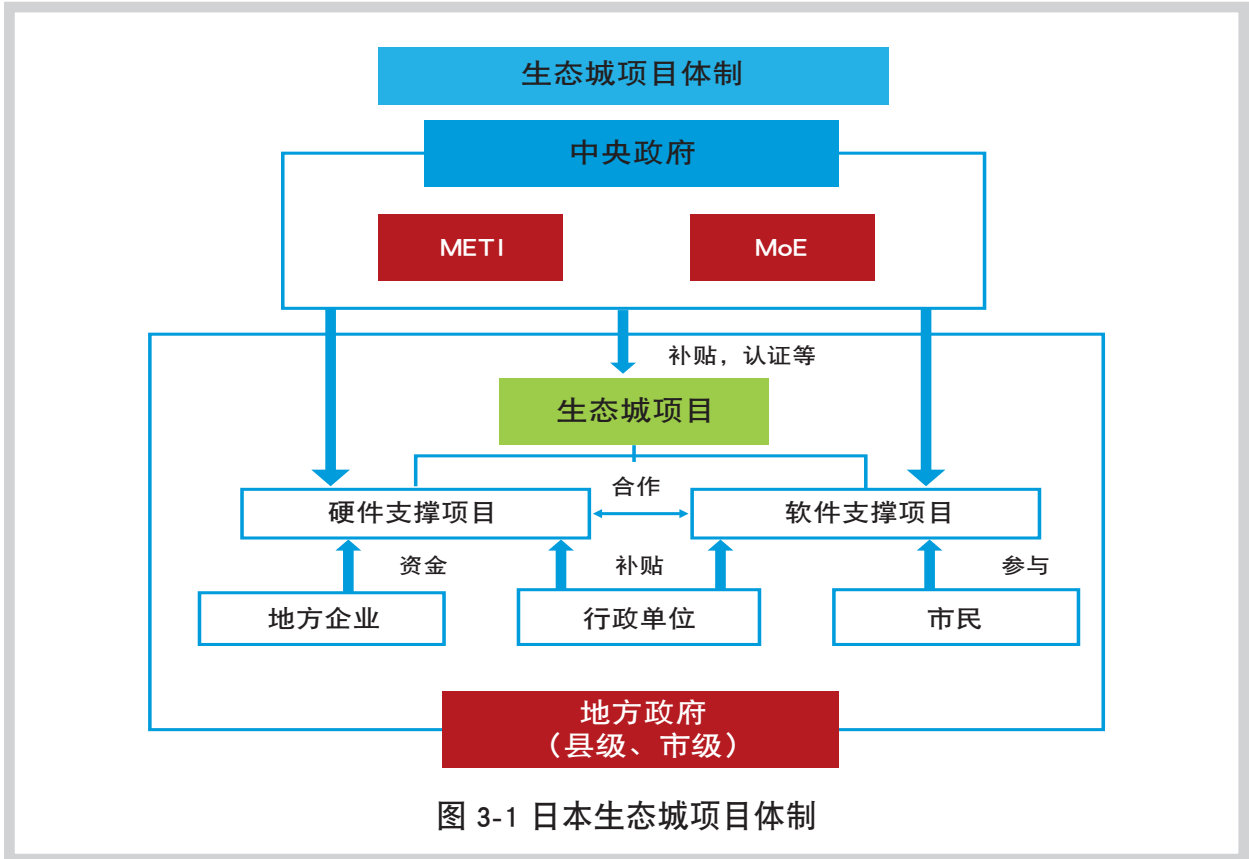 生态城项目体制
中央政府
METI
MoE
补贴，认证等
生态城项目
合作
硬件支撑项目
软件支撑项目
资金
补贴
参与
地方企业
行政单位
市民
地方政府
（县级、市级）
图 3-1 日本生态城项目体制